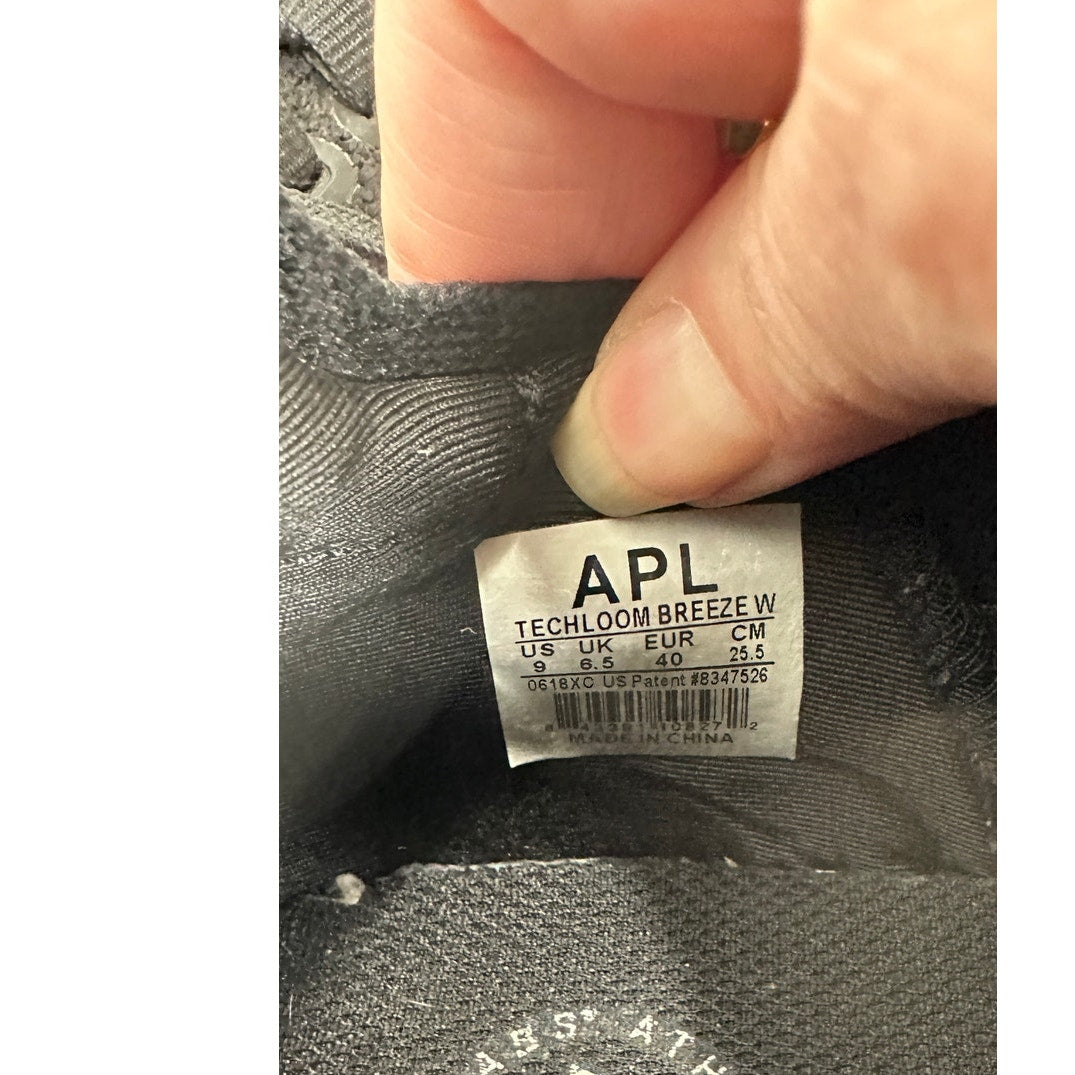 APL
TECHLOOM BREEZE W
US UK EUR CM
9 6.5 40 25.5
0618XC US Patent #8347526
MADE IN CHINA